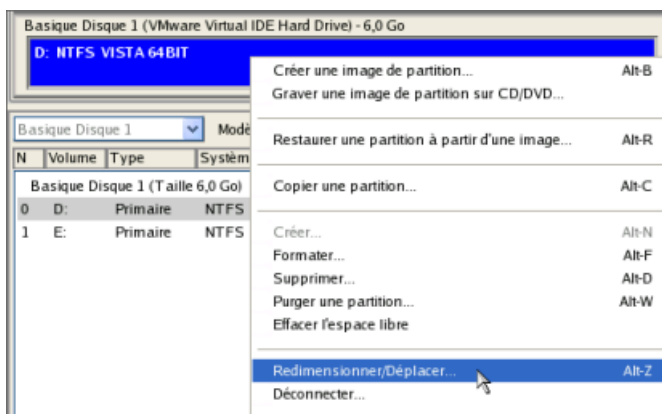 Basique Disque 1 (VMware Virtual IDE Hard Drive) - 6,0 Go
D: NTFS VISTA 64BIT
Créer une image de partition... Alt-B
Graver une image de partition sur CD/DVD...
Basique Disque 1 Modè
Restaurer une partition à partir d'une image... Alt-R
N Volume Type Systèm
Basique Disque 1 (Taille 6,0 Go)
Copier une partition... Alt-C
0 D: Primaire NTFS
1 E: Primaire NTFS
Créer... Alt-N
Formater... Alt-F
Supprimer... Alt-D
Purger une partition... Alt-W
Effacer l'espace libre
Redimensionner/Déplacer... Alt-Z
Déconnecter...